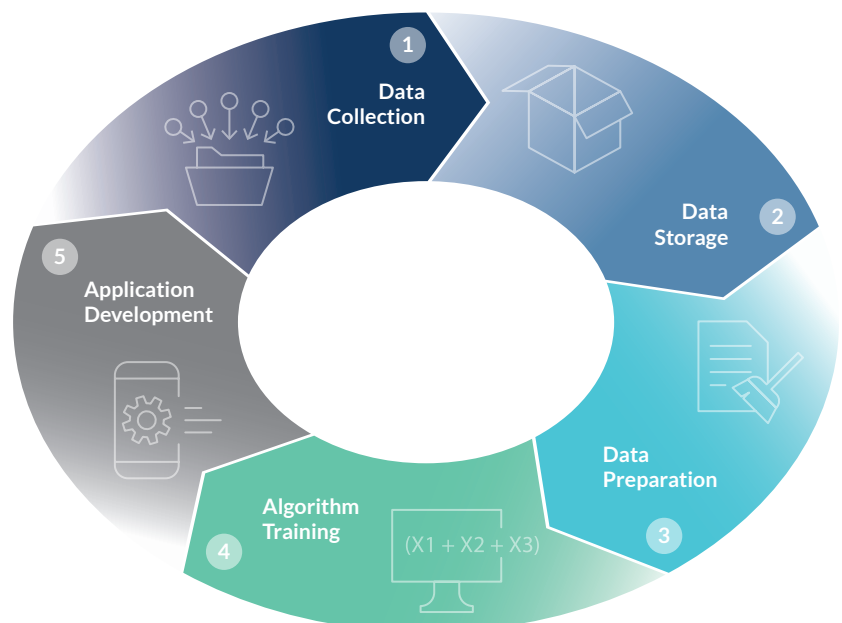 1
Data
Collection
2
Data
Storage
3
Data
Preparation
4
Algorithm
Training
(X1 + X2 + X3)
5
Application
Development